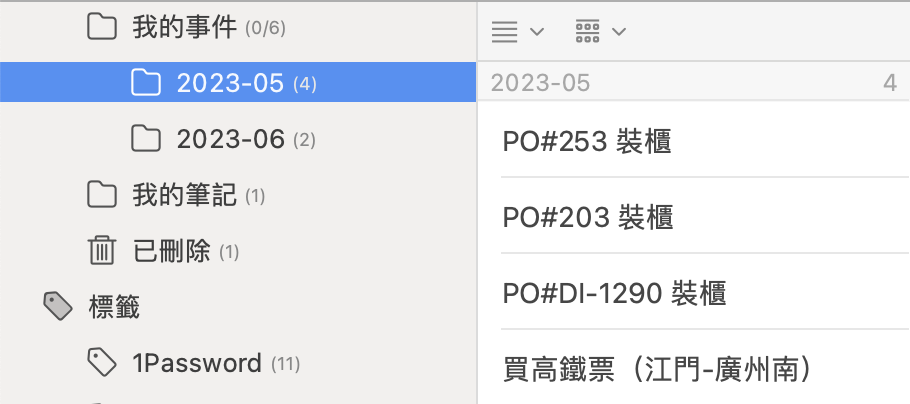 我的事件 (0/6)
2023-05 (4)
2023-06 (2)
我的筆記 (1)
已刪除 (1)
標籤
1Password (11)
2023-05 4
PO#253 裝櫃
PO#203 裝櫃
PO#DI-1290 裝櫃
買高鐵票（江門-廣州南）